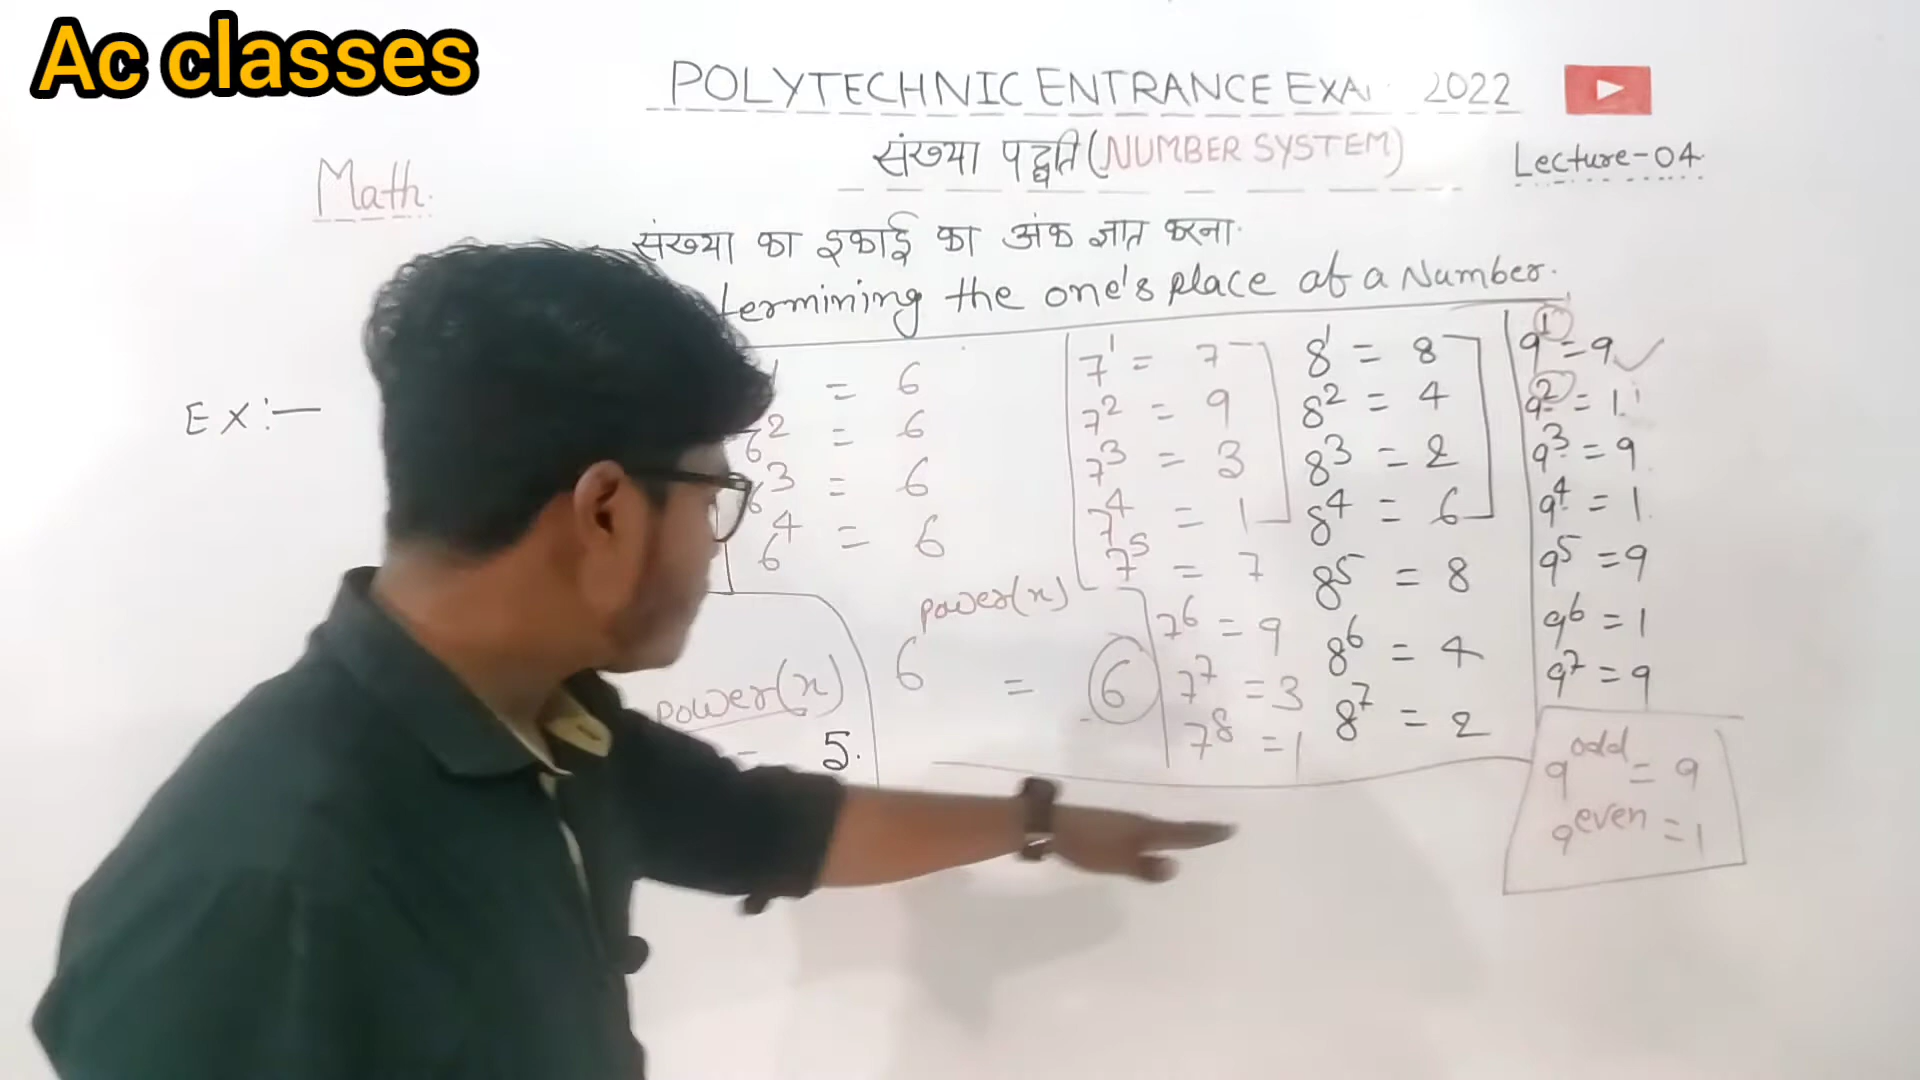 Ac classes
POLYTECHNIC ENTRANCE EXA 2022
संख्या पद्धति (NUMBER SYSTEM)
Lecture-04
Math.
संख्या का इकाई का अंक ज्ञात करना.
termining the one's place of a Number.
Ex:—
= 6
6² = 6
6³ = 6
6⁴ = 6
power(x)
= 5.
power(x)
6 = 6
7¹ = 7
7² = 9
7³ = 3
7⁴ = 1
7⁵ = 7
7⁶ = 9
7⁷ = 3
7⁸ = 1
8¹ = 8
8² = 4
8³ = 2
8⁴ = 6
8⁵ = 8
8⁶ = 4
8⁷ = 2
9¹ = 9 ✓
9² = 1
9³ = 9
9⁴ = 1
9⁵ = 9
9⁶ = 1
9⁷ = 9
9 odd = 9
9 even = 1